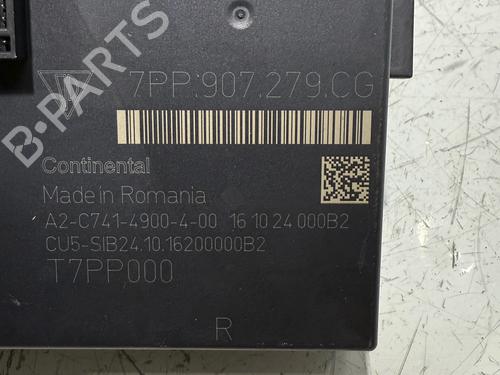 7PP.907.279.CG
B-PARTS
Continental
Made in Romania
A2-C741-4900-4-00 16 10 24 000B2
CU5-SIB24.10.16200000B2
T7PP000
R